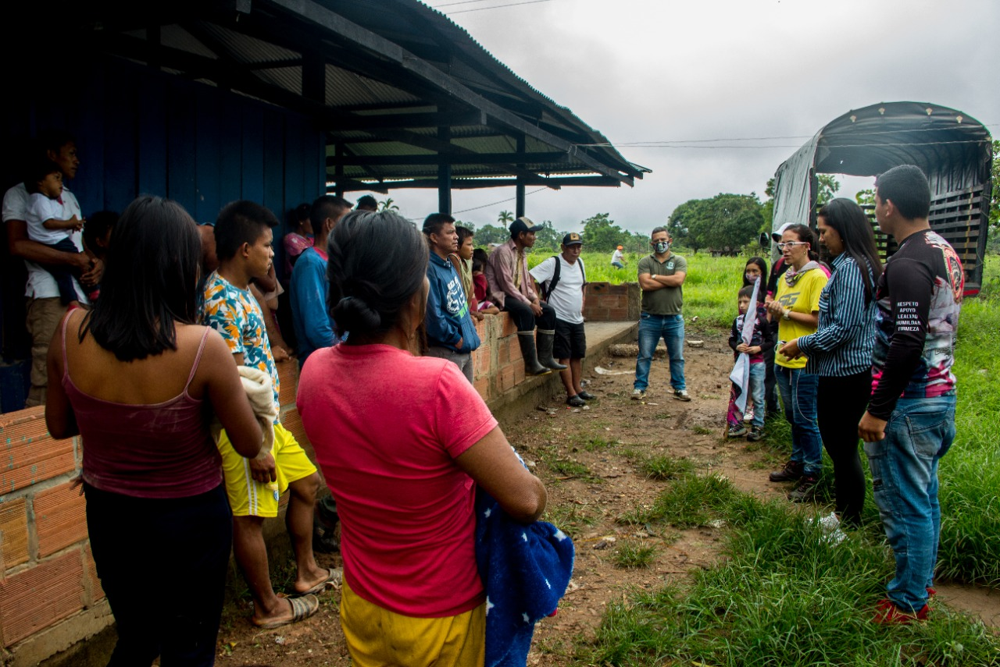 RESPETO
APOYO
LEALTAD
HUMILDAD
FIRMEZA